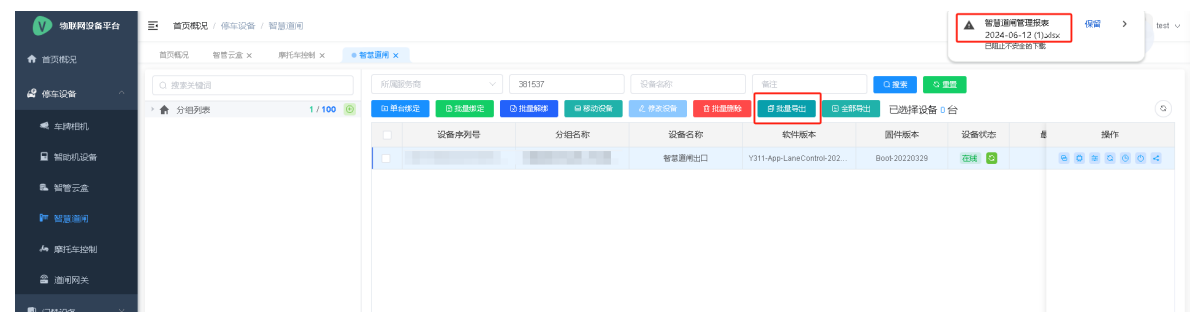 物联网设备平台
首页概况 / 停车设备 / 智慧道闸
智慧道闸管理报表
2024-06-12 (1).xlsx
已阻止不安全的下载
保留
test
首页概况
智管云盒 ×
摩托车控制 ×
智慧道闸 ×
首页概况
停车设备
车牌相机
智助机设备
智管云盒
智慧道闸
摩托车控制
道闸网关
搜索关键词
分组列表 1 / 100
所属服务商
381537
设备名称
备注
搜索
重置
单台绑定
批量绑定
批量解绑
移动设备
修改设备
批量删除
批量导出
全部导出
已选择设备 0 台
设备序列号 分组名称 设备名称 软件版本 固件版本 设备状态 操作
智慧道闸出口 Y311-App-LaneControl-202... Boot-20220329 在线